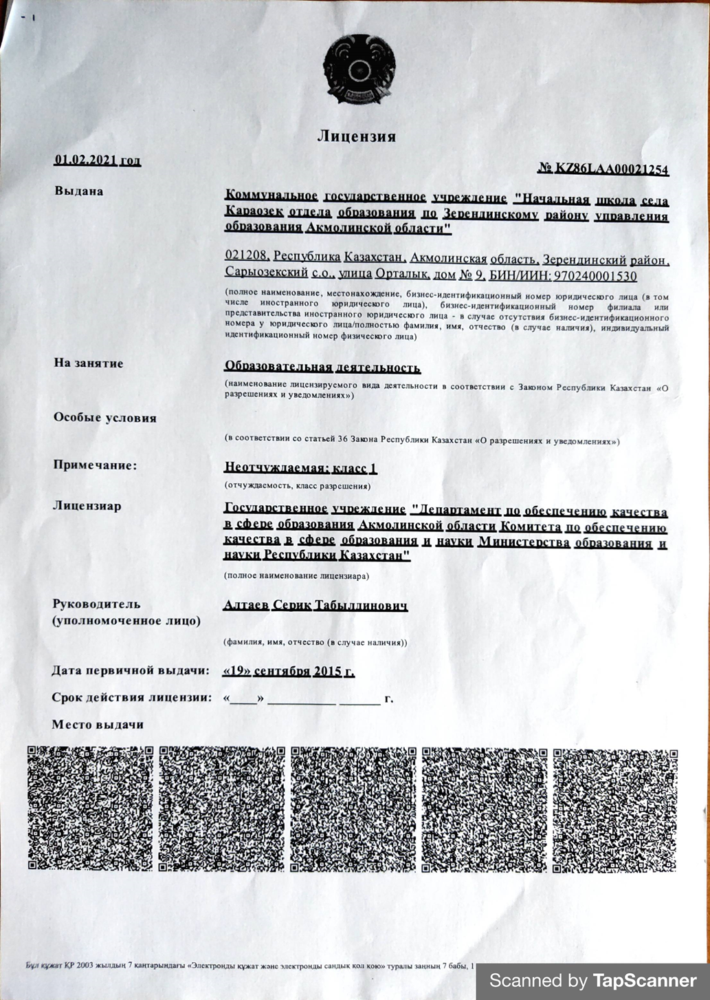 Лицензия
01.02.2021 год
№ KZ86LAA00021254
Выдана
Коммунальное государственное учреждение "Начальная школа села
Караозек отдела образования по Зерендинскому району управления
образования Акмолинской области"
021208, Республика Казахстан, Акмолинская область, Зерендинский район,
Сарыозекский с.о., улица Орталык, дом № 9, БИН/ИИН: 970240001530
(полное наименование, местонахождение, бизнес-идентификационный номер юридического лица (в том
числе иностранного юридического лица), бизнес-идентификационный номер филиала или
представительства иностранного юридического лица - в случае отсутствия бизнес-идентификационного
номера у юридического лица/полностью фамилия, имя, отчество (в случае наличия), индивидуальный
идентификационный номер физического лица)
На занятие
Образовательная деятельность
(наименование лицензируемого вида деятельности в соответствии с Законом Республики Казахстан «О
разрешениях и уведомлениях»)
Особые условия
(в соответствии со статьей 36 Закона Республики Казахстан «О разрешениях и уведомлениях»)
Примечание:
Неотчуждаемая; класс 1
(отчуждаемость, класс разрешения)
Лицензиар
Государственное учреждение "Департамент по обеспечению качества
в сфере образования Акмолинской области Комитета по обеспечению
качества в сфере образования и науки Министерства образования и
науки Республики Казахстан"
(полное наименование лицензиара)
Руководитель
(уполномоченное лицо)
Алтаев Серик Табылдинович
(фамилия, имя, отчество (в случае наличия))
Дата первичной выдачи: «19» сентября 2015 г.
Срок действия лицензии: «____» __________ ______ г.
Место выдачи
Бұл құжат ҚР 2003 жылдың 7 қаңтарындағы «Электронды құжат және электронды сандық қол қою» туралы заңның 7 бабы, 1
Scanned by TapScanner